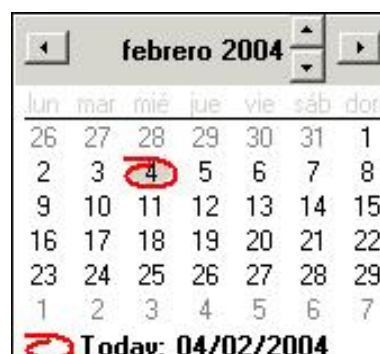 febrero 2004
lun mar mié jue vie sáb dom
26 27 28 29 30 31 1
2 3 4 5 6 7 8
9 10 11 12 13 14 15
16 17 18 19 20 21 22
23 24 25 26 27 28 29
1 2 3 4 5 6 7
Today: 04/02/2004